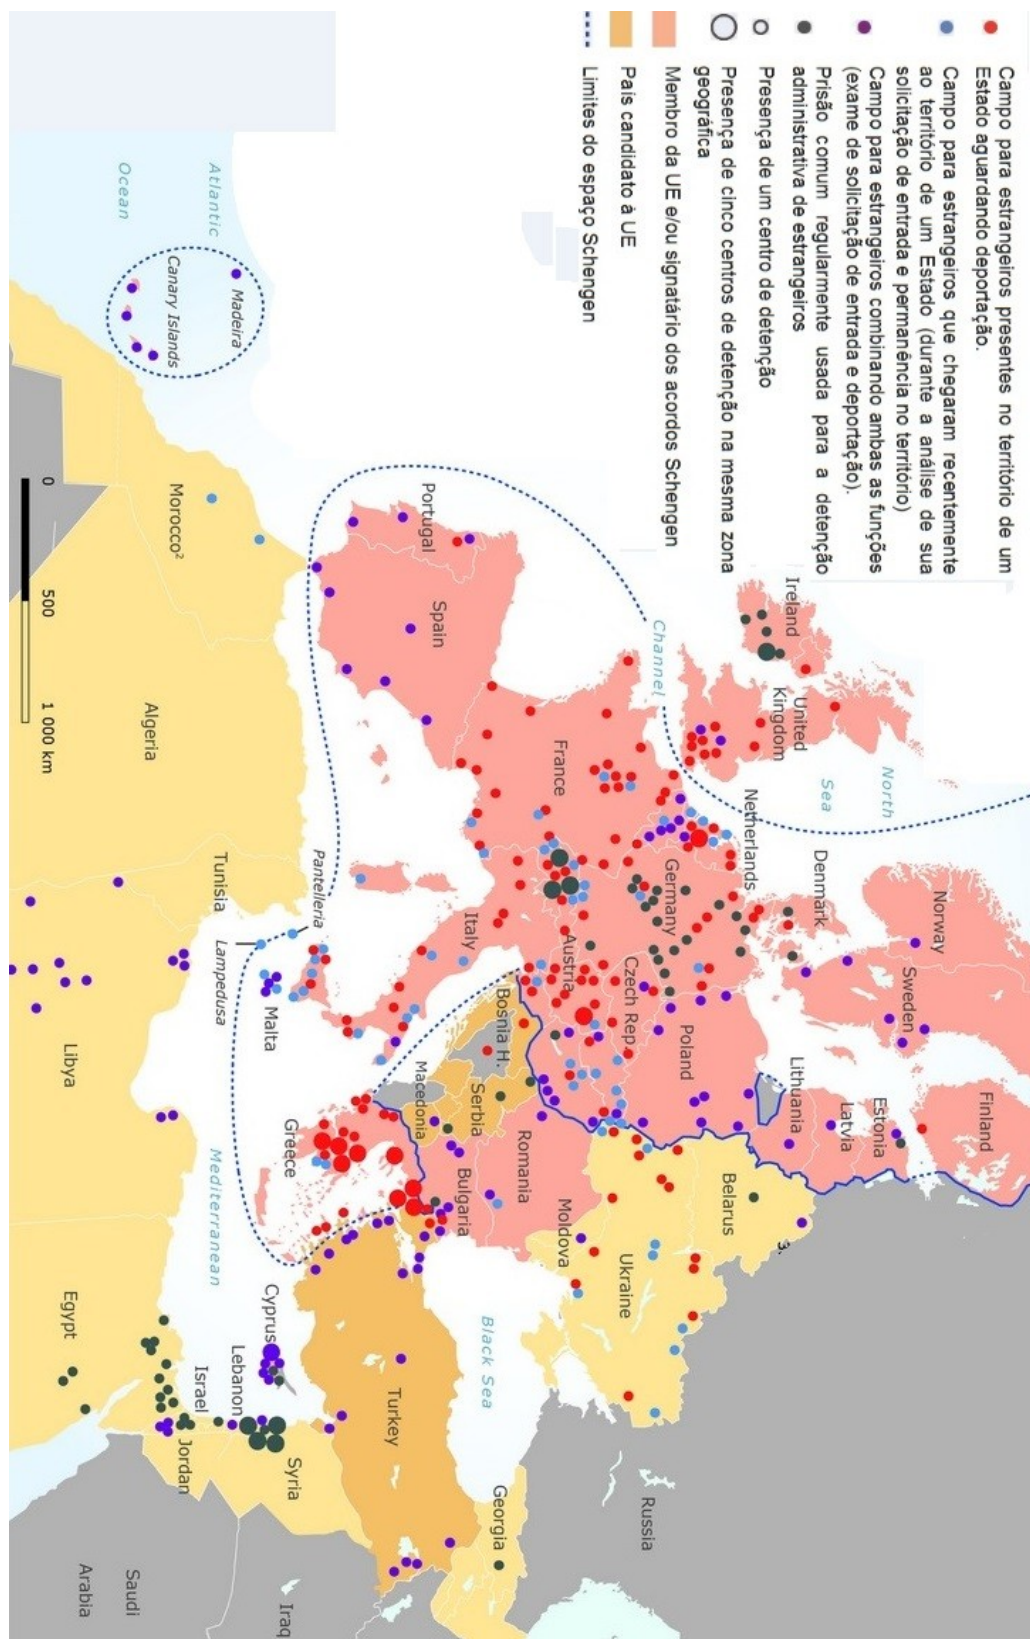 Campo para estrangeiros presentes no território de um
Estado aguardando deportação.
Campo para estrangeiros que chegaram recentemente
ao território de um Estado (durante a análise de sua
solicitação de entrada e permanência no território)
Campo para estrangeiros combinando ambas as funções
(exame de solicitação de entrada e deportação).
Prisão comum regularmente usada para a detenção
administrativa de estrangeiros
Presença de um centro de detenção
Presença de cinco centros de detenção na mesma zona
geográfica
Membro da UE e/ou signatário dos acordos Schengen
País candidato à UE
Limites do espaço Schengen
Norway
Finland
Sweden
Estonia
Latvia
Lithuania
Denmark
North
Sea
Ireland
United
Kingdom
Netherlands
Belarus
3.
Russia
Germany
Poland
Channel
Czech Rep.
Ukraine
France
Austria
Moldova
Romania
Bosnia H.
Serbia
Italy
Bulgaria
Black Sea
Georgia
Macedonia
Portugal
Spain
Turkey
Greece
Pantelleria
Syria
Lampedusa
Malta
Cyprus
Lebanon
Iraq
Atlantic
Ocean
Madeira
Canary Islands
Mediterranean
Israel
Jordan
Tunisia
Morocco²
Algeria
Libya
Egypt
Saudi
Arabia
0 500 1 000 km